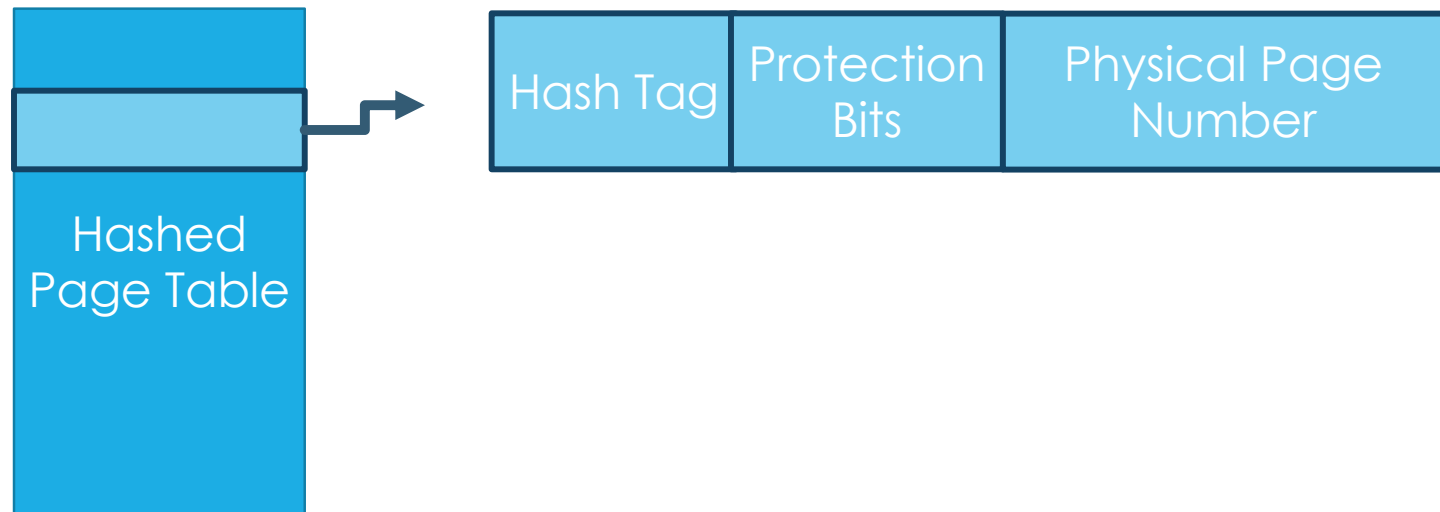 Hash Tag
Protection
Bits
Physical Page
Number
Hashed
Page Table